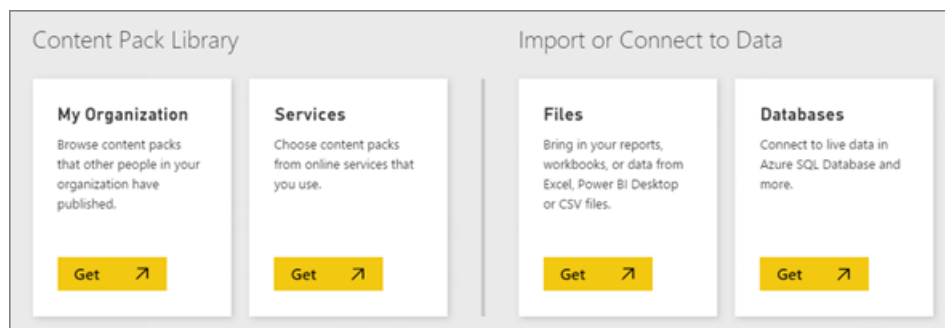 Content Pack Library
Import or Connect to Data
My Organization
Browse content packs
that other people in your
organization have
published.
Get
Services
Choose content packs
from online services that
you use.
Get
Files
Bring in your reports,
workbooks, or data from
Excel, Power BI Desktop
or CSV files.
Get
Databases
Connect to live data in
Azure SQL Database and
more.
Get